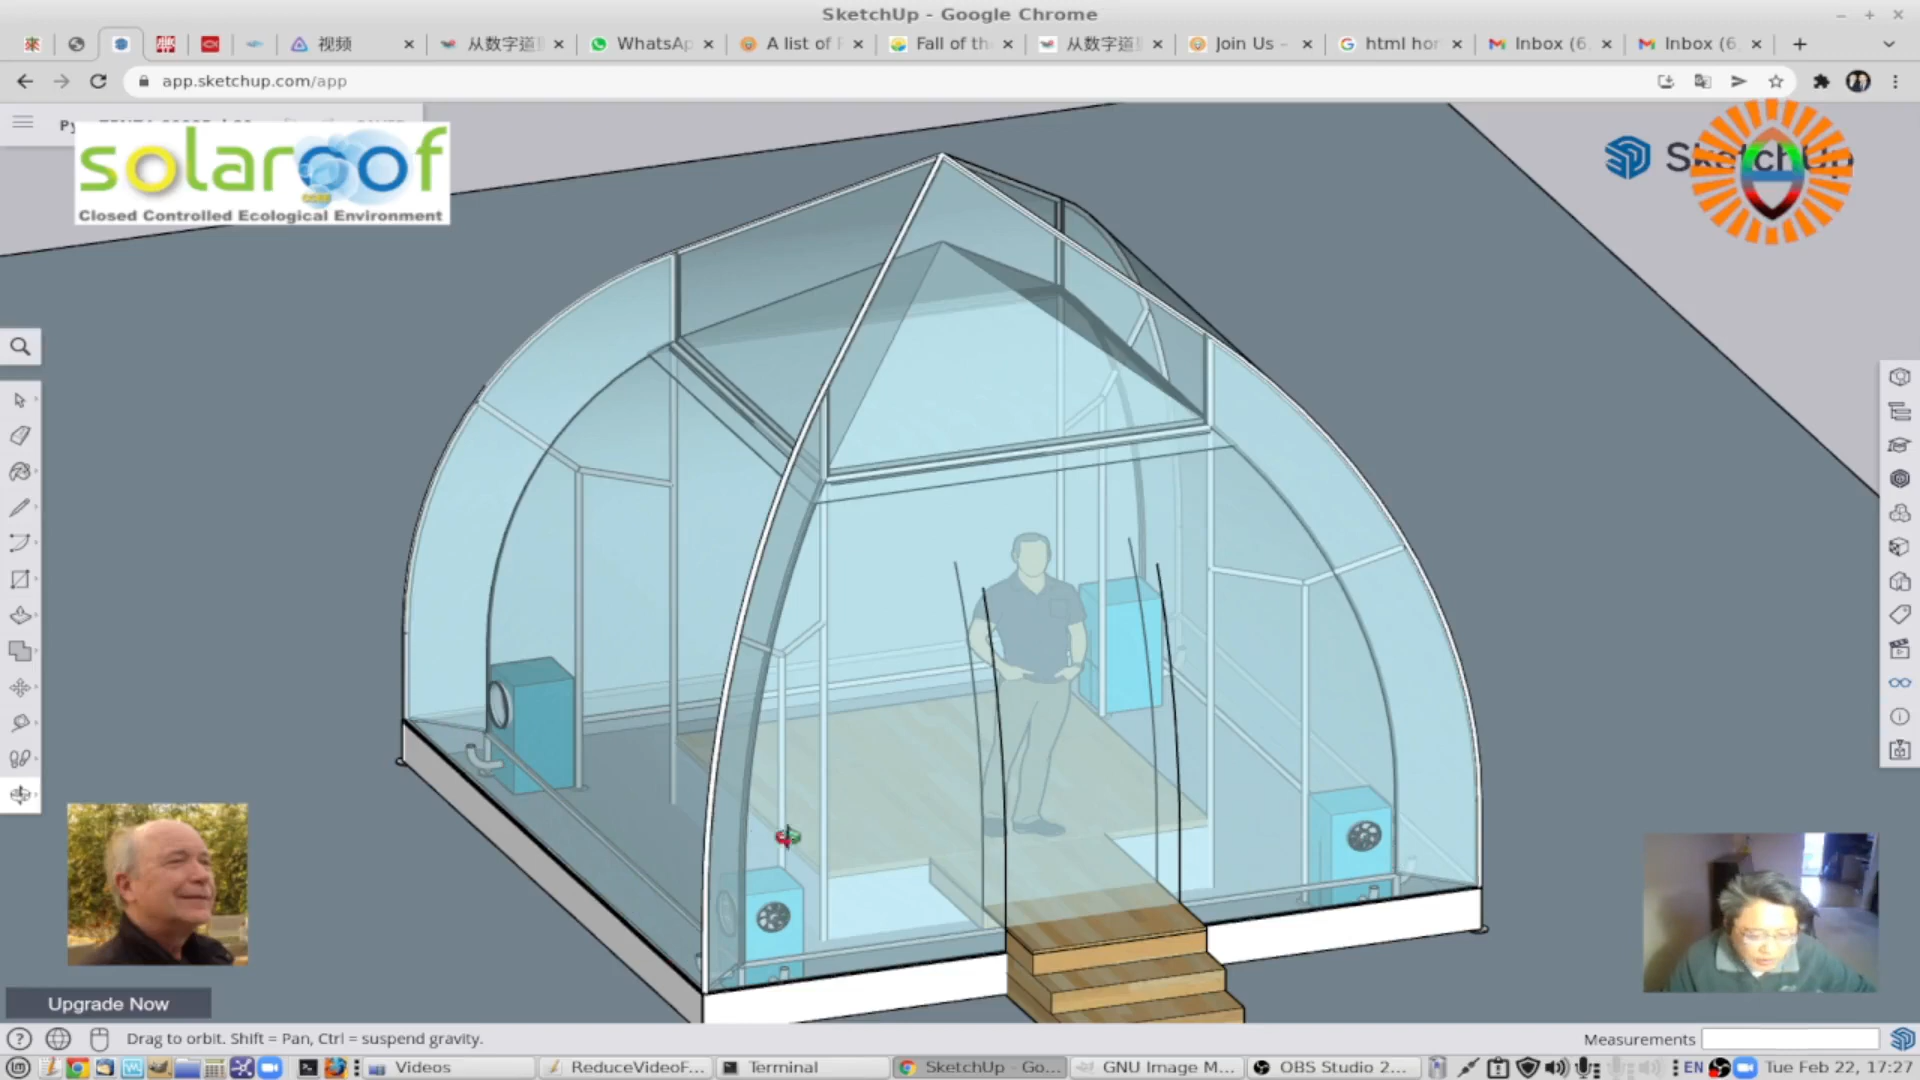 SketchUp - Google Chrome
视频
从数字道
WhatsAp
A list of F
Fall of th
从数字道
Join Us -
html hor
Inbox (6
Inbox (6
app.sketchup.com/app
solaroof
Closed Controlled Ecological Environment
SketchUp
Upgrade Now
Drag to orbit. Shift = Pan, Ctrl = suspend gravity.
Measurements
Videos
ReduceVideoF...
Terminal
SketchUp - Go...
GNU Image M...
OBS Studio 2...
EN
Tue Feb 22, 17:27